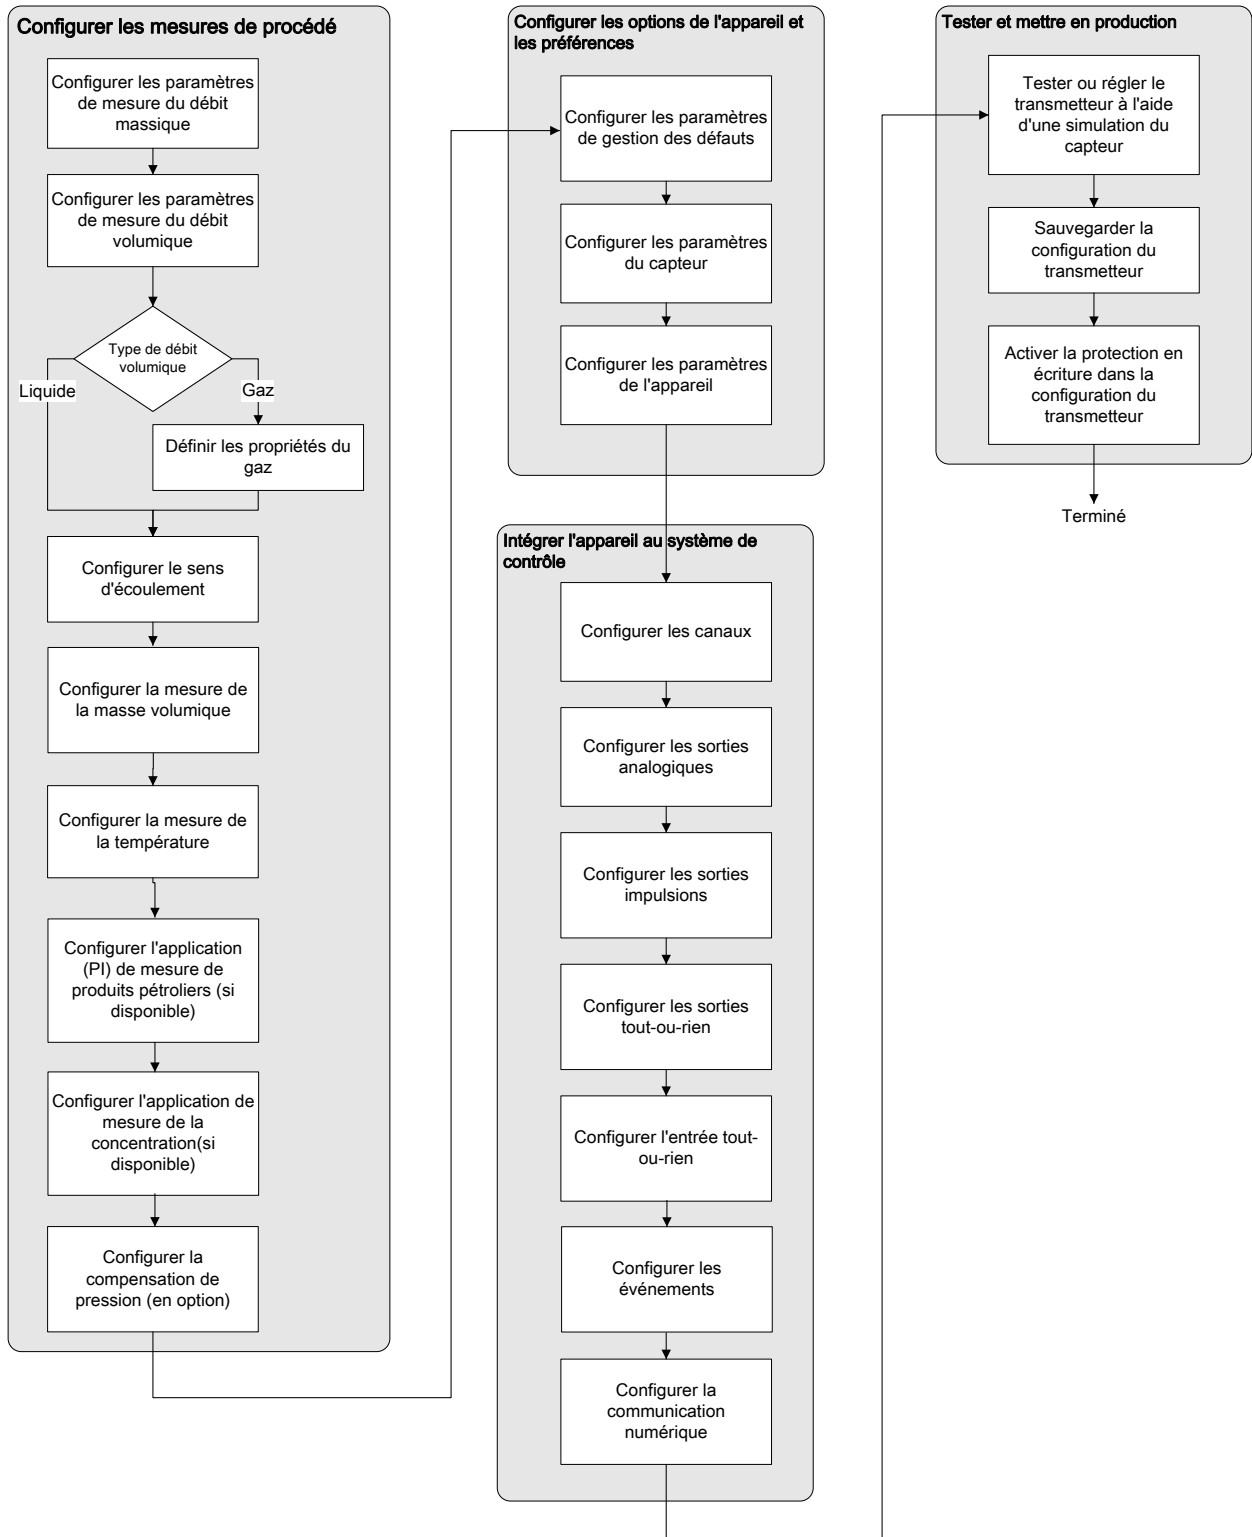 Configurer les mesures de procédé
Configurer les paramètres
de mesure du débit
massique
Configurer les paramètres
de mesure du débit
volumique
Type de débit
volumique
Liquide
Gaz
Définir les propriétés du
gaz
Configurer le sens
d'écoulement
Configurer la mesure de
la masse volumique
Configurer la mesure de
la température
Configurer l'application
(PI) de mesure de
produits pétroliers (si
disponible)
Configurer l'application de
mesure de la
concentration(si
disponible)
Configurer la
compensation de
pression (en option)
Configurer les options de l'appareil et
les préférences
Configurer les paramètres
de gestion des défauts
Configurer les paramètres
du capteur
Configurer les paramètres
de l'appareil
Intégrer l'appareil au système de
contrôle
Configurer les canaux
Configurer les sorties
analogiques
Configurer les sorties
impulsions
Configurer les sorties
tout-ou-rien
Configurer l'entrée tout-
ou-rien
Configurer les
événements
Configurer la
communication
numérique
Tester et mettre en production
Tester ou régler le
transmetteur à l'aide
d'une simulation du
capteur
Sauvegarder la
configuration du
transmetteur
Activer la protection en
écriture dans la
configuration du
transmetteur
Terminé